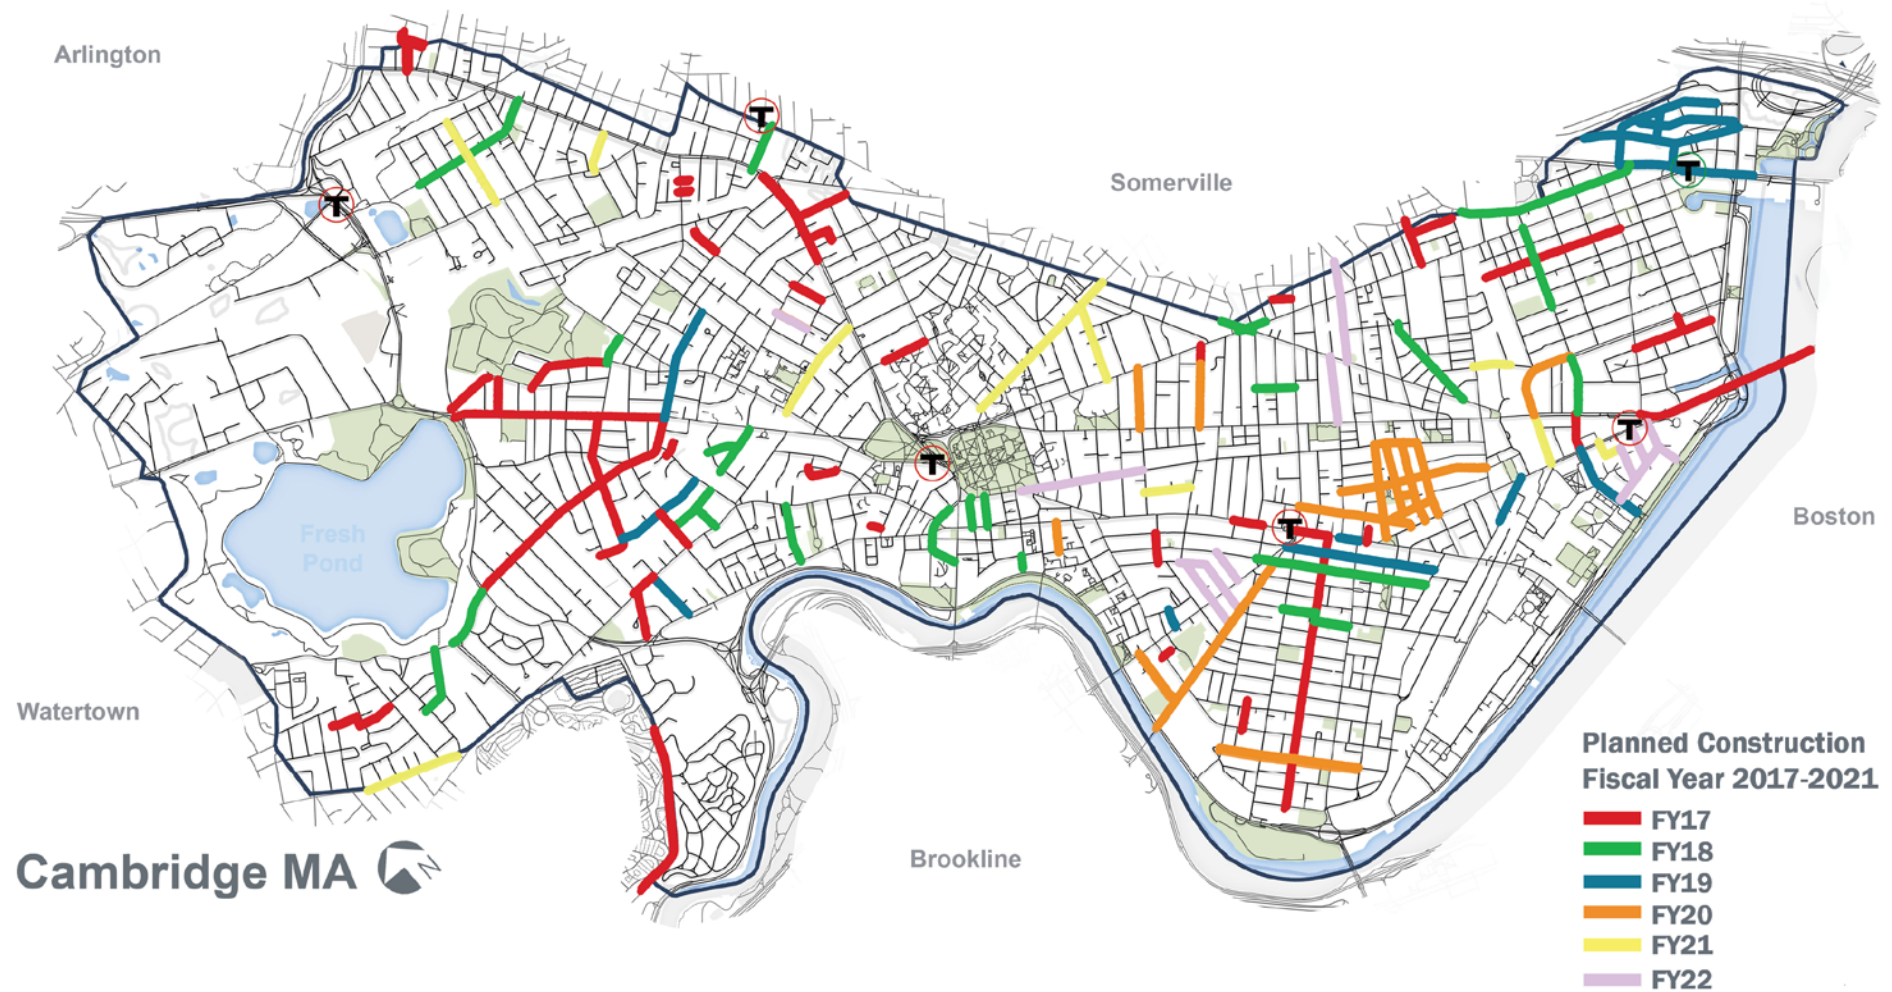 Arlington
Somerville
Fresh
Pond
Boston
Watertown
Brookline
Cambridge MA N
Planned Construction
Fiscal Year 2017-2021
FY17
FY18
FY19
FY20
FY21
FY22
T
T
T
T
T
T